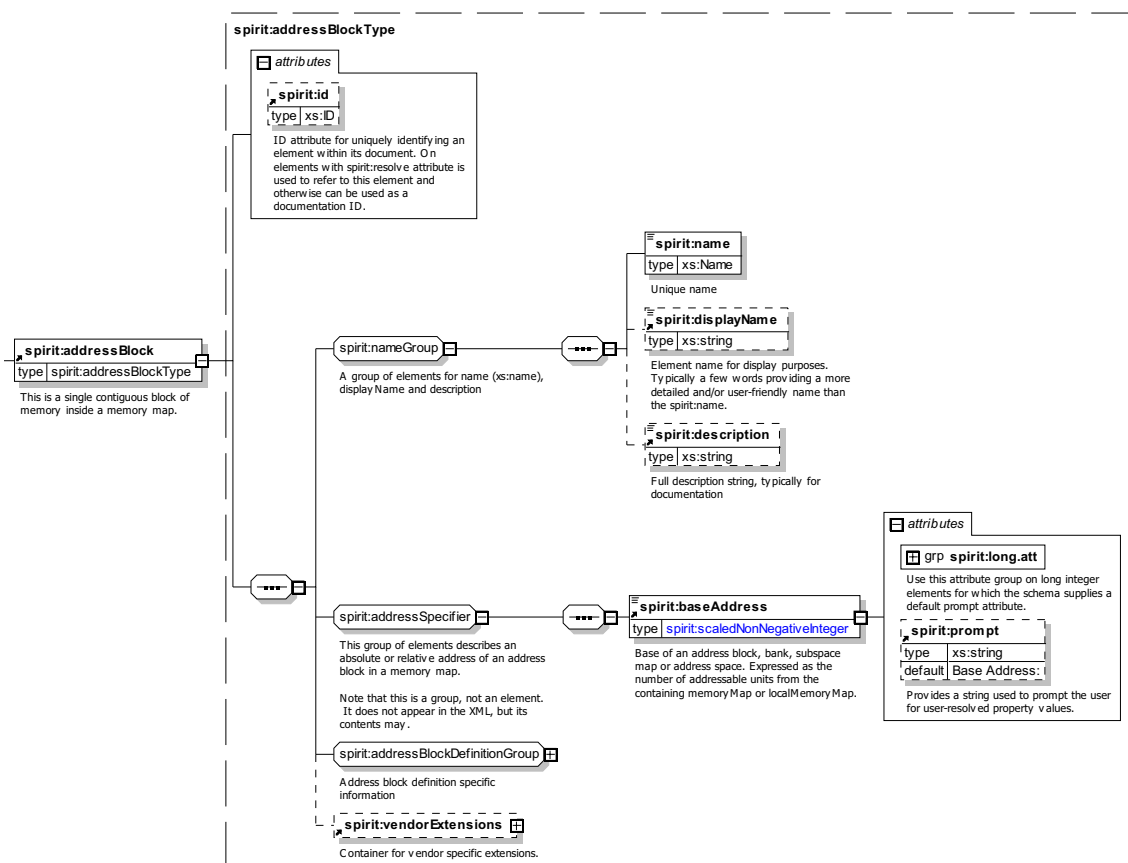 spirit:addressBlockType
attributes
spirit:id
type xs:ID
ID attribute for uniquely identifying an
element within its document. On
elements with spirit:resolve attribute is
used to refer to this element and
otherwise can be used as a
documentation ID.
spirit:name
type xs:Name
Unique name
spirit:addressBlock
type spirit:addressBlockType
This is a single contiguous block of
memory inside a memory map.
spirit:nameGroup
A group of elements for name (xs:name),
displayName and description
spirit:displayName
type xs:string
Element name for display purposes.
Typically a few words providing a more
detailed and/or user-friendly name than
the spirit:name.
spirit:description
type xs:string
Full description string, typically for
documentation
attributes
grp spirit:long.att
Use this attribute group on long integer
elements for which the schema supplies a
default prompt attribute.
spirit:prompt
type xs:string
default Base Address:
Provides a string used to prompt the user
for user-resolved property values.
spirit:addressSpecifier
This group of elements describes an
absolute or relative address of an address
block in a memory map.
Note that this is a group, not an element.
It does not appear in the XML, but its
contents may.
spirit:baseAddress
type spirit:scaledNonNegativeInteger
Base of an address block, bank, subspace
map or address space. Expressed as the
number of addressable units from the
containing memoryMap or localMemoryMap.
spirit:addressBlockDefinitionGroup
Address block definition specific
information
spirit:vendorExtensions
Container for vendor specific extensions.